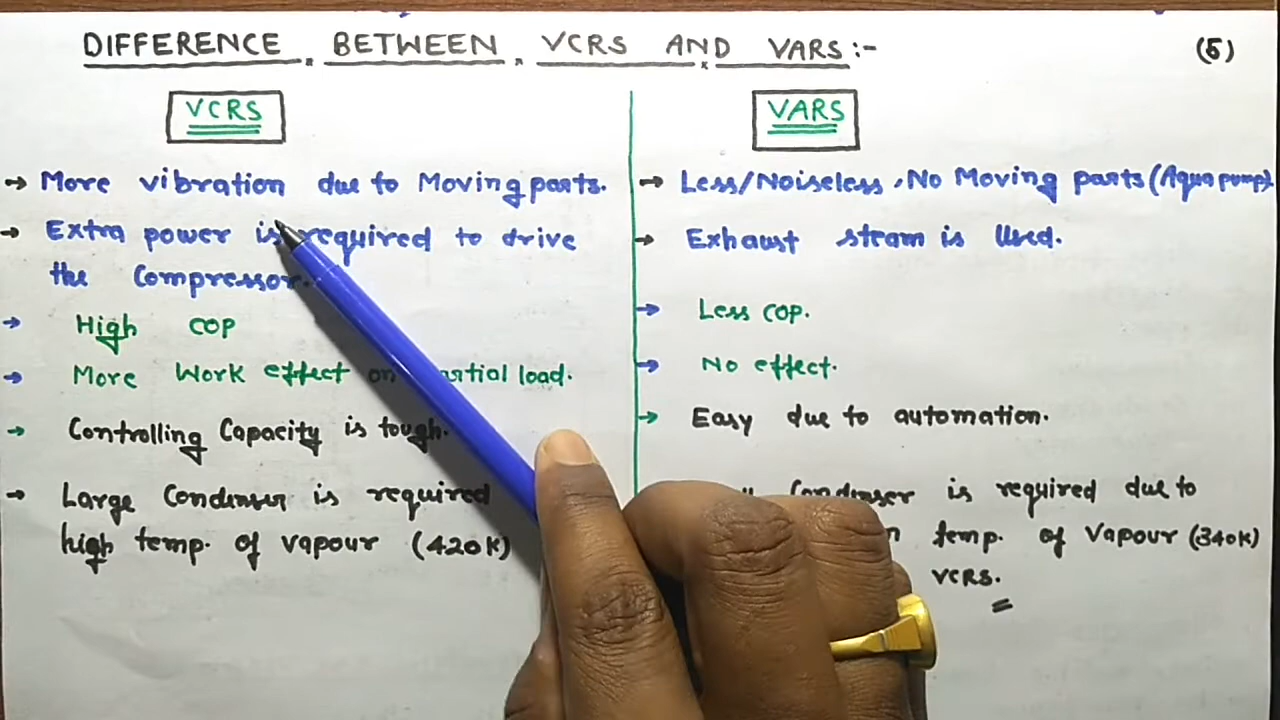 DIFFERENCE BETWEEN VCRS AND VARS:-
(5)
VCRS
→ More vibration due to Moving parts.
→ Extra power is required to drive
the Compressor.
→ High COP
→ More Work effect on partial load.
→ Controlling Capacity is tough.
→ Large Condenser is required
high temp. of vapour (420K)
VARS
→ Less/Noiseless, No Moving parts (Aqua pump).
→ Exhaust steam is Used.
→ Less COP.
→ No effect.
→ Easy due to automation.
Condenser is required due to
temp. of Vapour (340K)
VCRS.